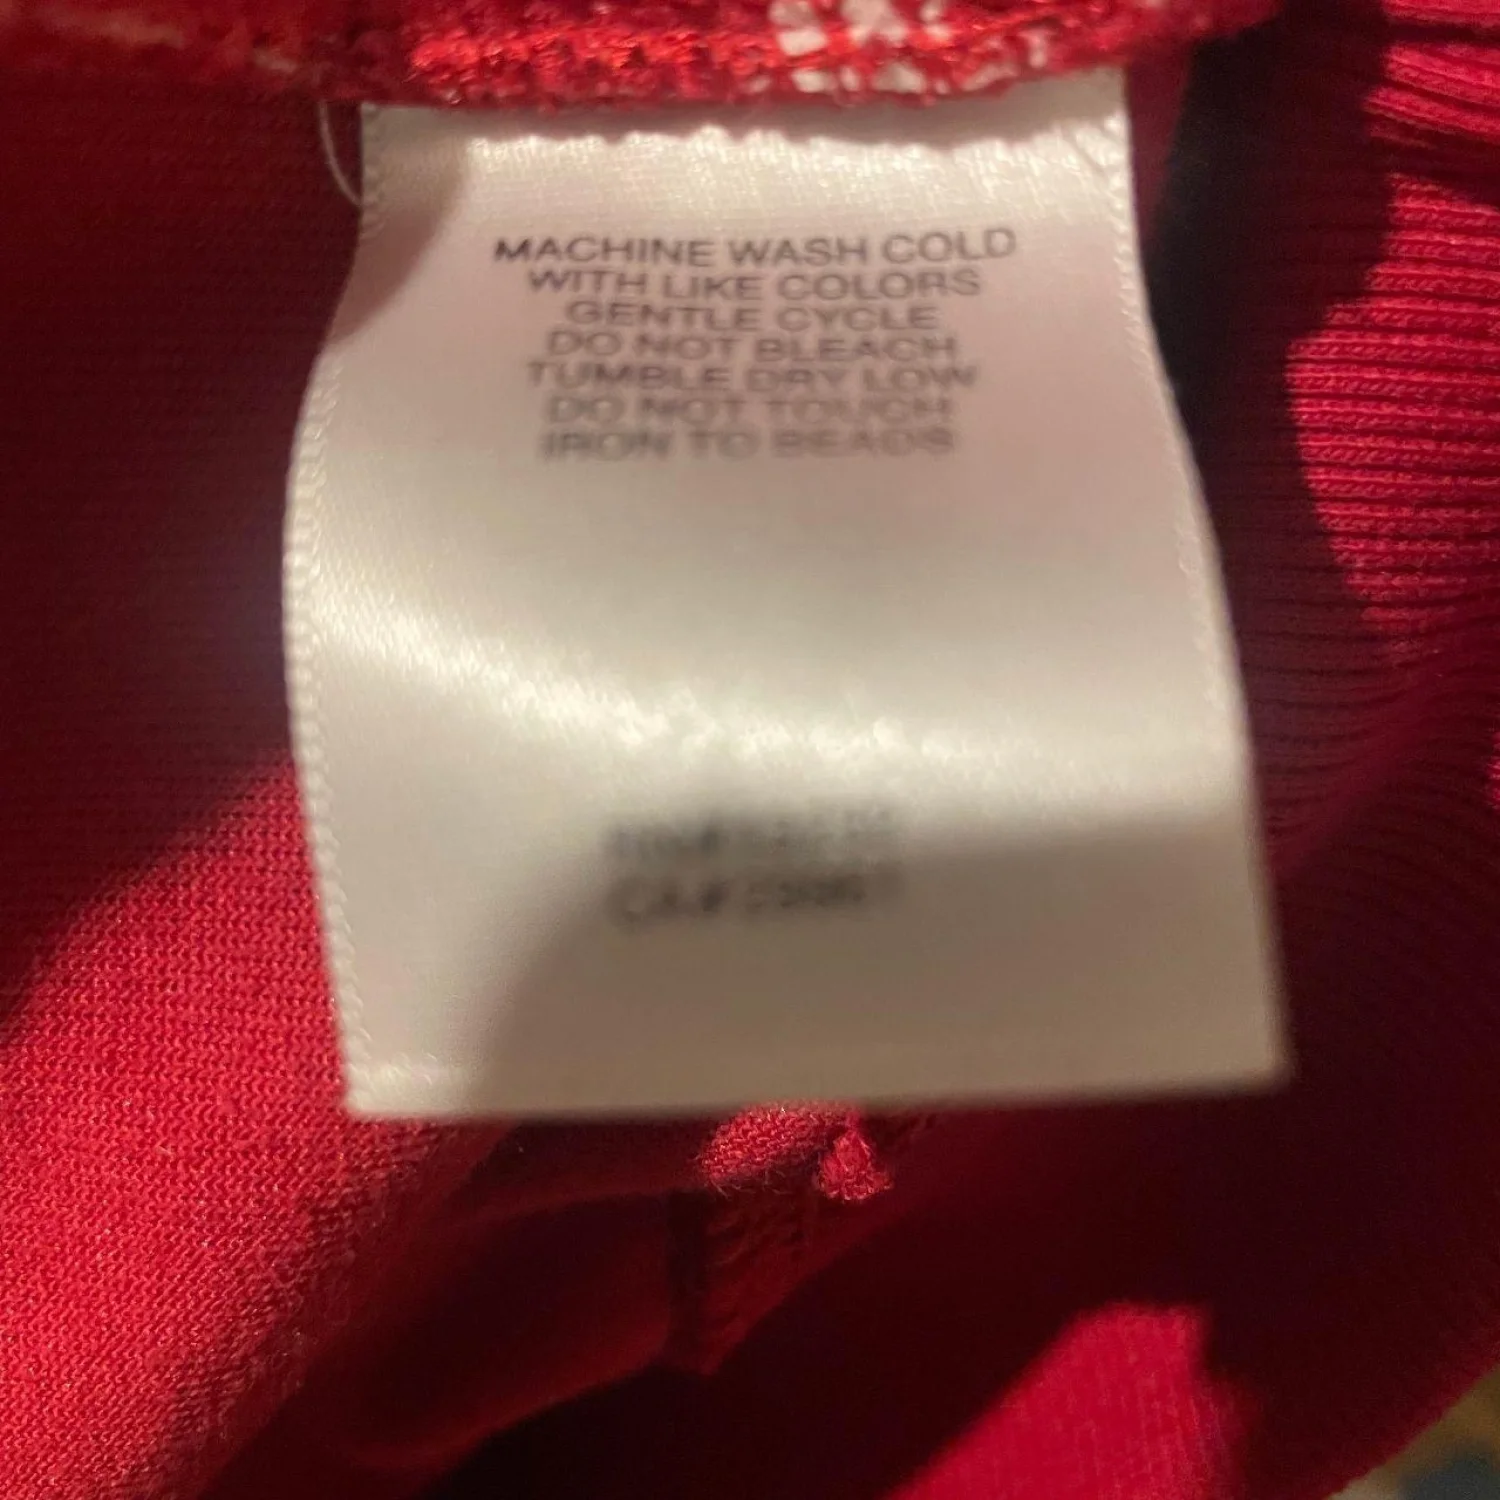 MACHINE WASH COLD
WITH LIKE COLORS
GENTLE CYCLE
DO NOT BLEACH
TUMBLE DRY LOW
DO NOT TOUCH
IRON TO BEADS